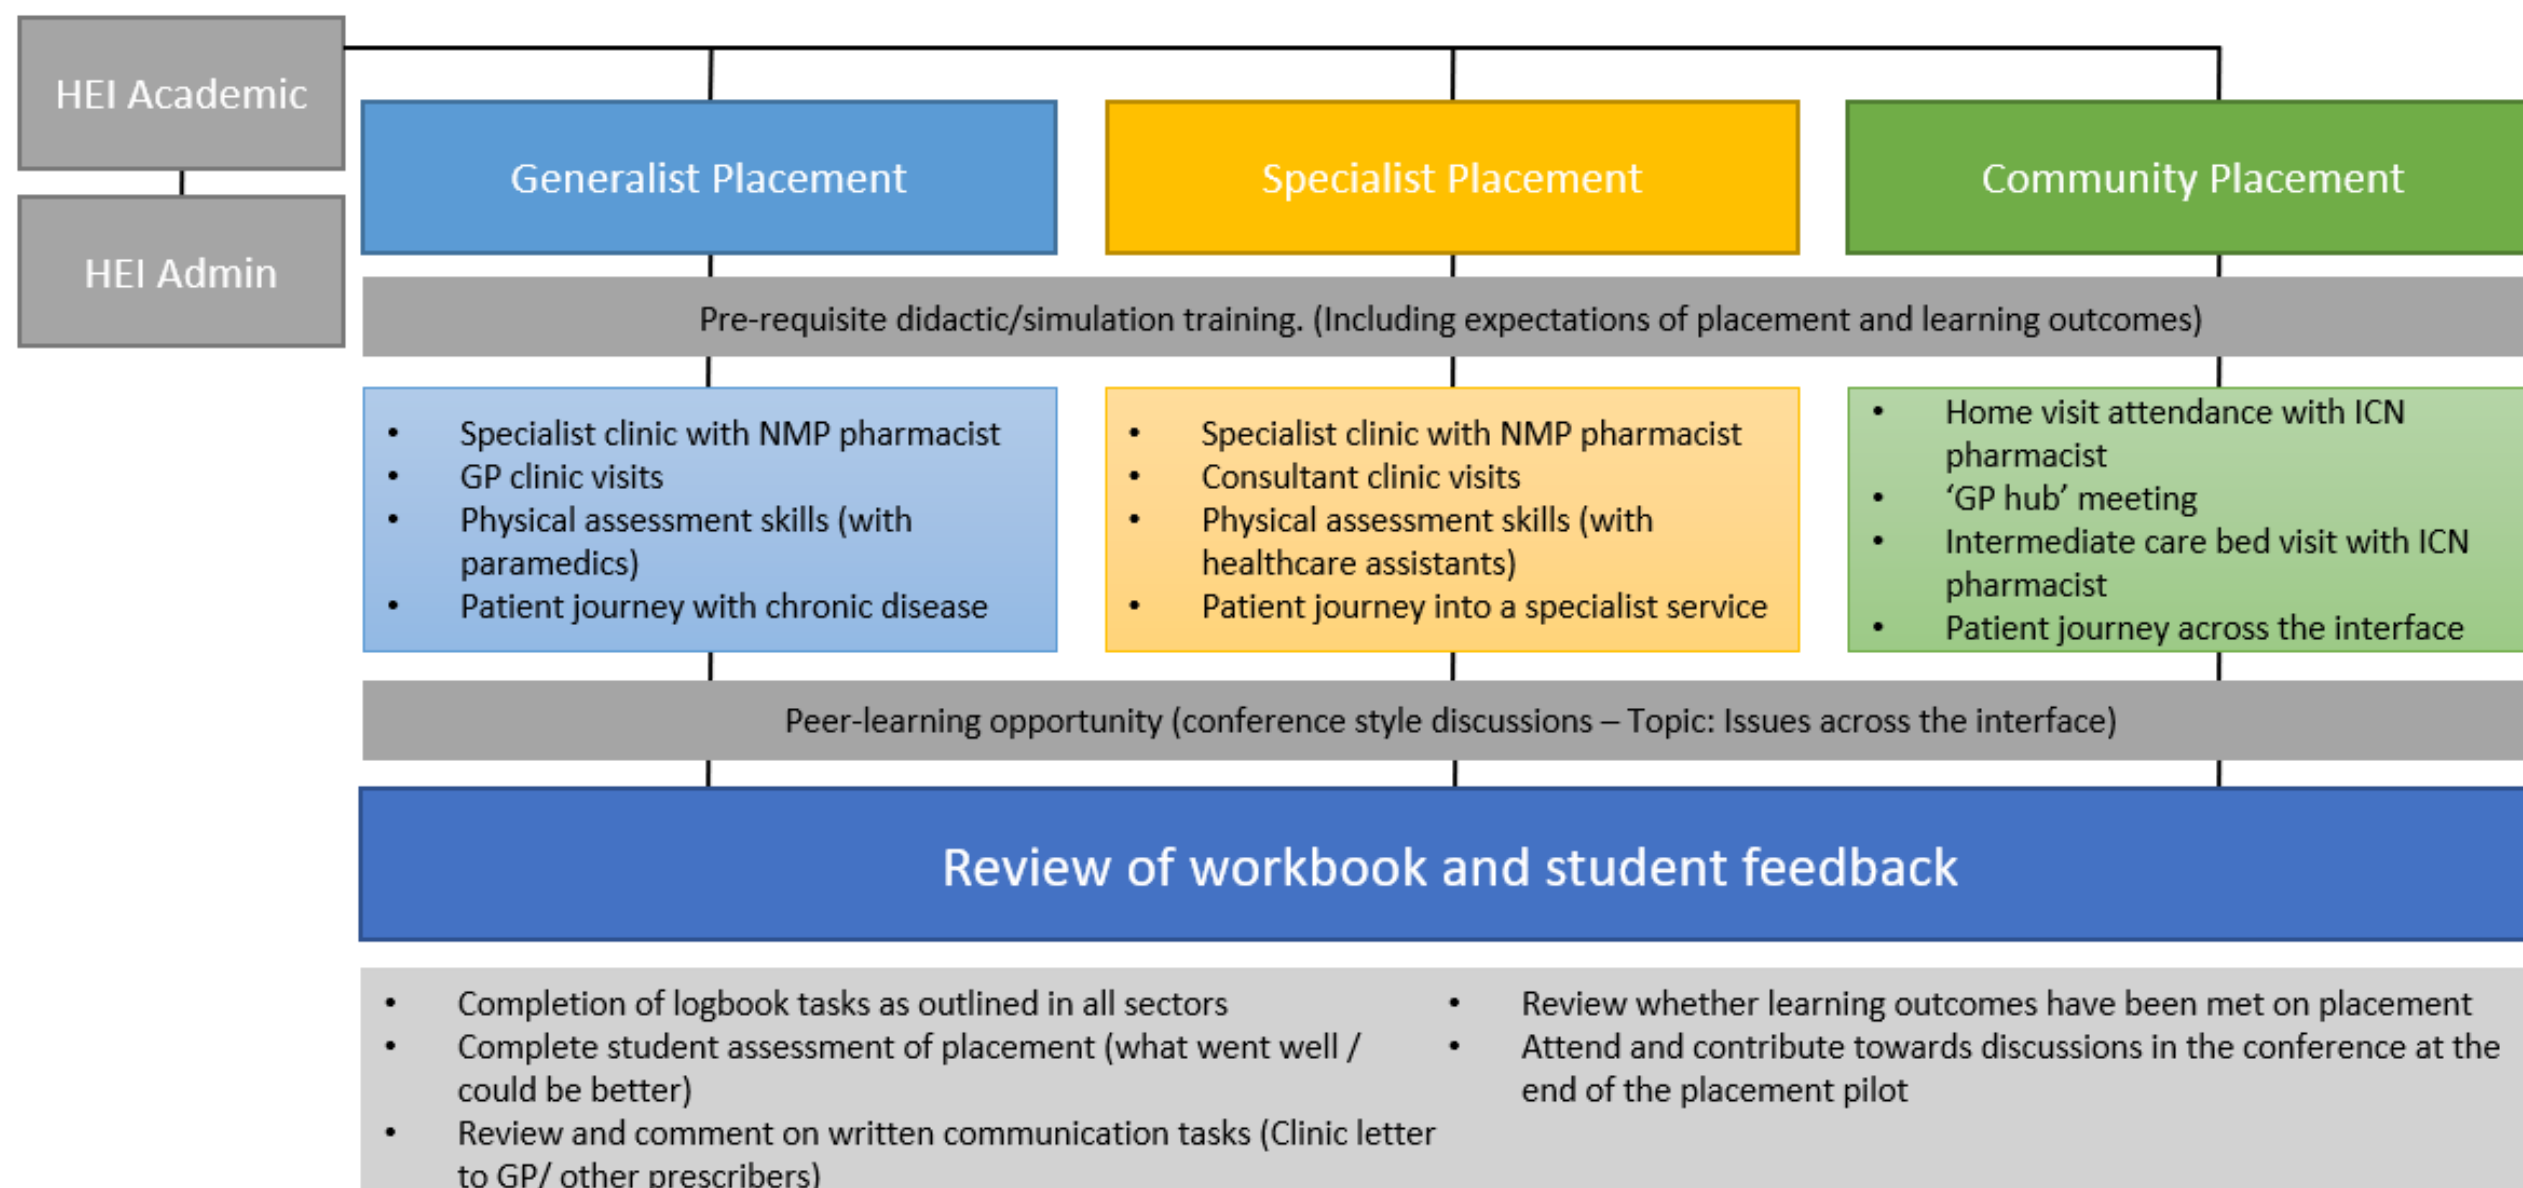 HEI Academic
HEI Admin
Generalist Placement
Specialist Placement
Community Placement
Pre-requisite didactic/simulation training. (Including expectations of placement and learning outcomes)
• Specialist clinic with NMP pharmacist
• GP clinic visits
• Physical assessment skills (with
paramedics)
• Patient journey with chronic disease
• Specialist clinic with NMP pharmacist
• Consultant clinic visits
• Physical assessment skills (with
healthcare assistants)
• Patient journey into a specialist service
• Home visit attendance with ICN
pharmacist
• ‘GP hub’ meeting
• Intermediate care bed visit with ICN
pharmacist
• Patient journey across the interface
Peer-learning opportunity (conference style discussions – Topic: Issues across the interface)
Review of workbook and student feedback
• Completion of logbook tasks as outlined in all sectors
• Complete student assessment of placement (what went well /
could be better)
• Review and comment on written communication tasks (Clinic letter
to GP/ other prescribers)
• Review whether learning outcomes have been met on placement
• Attend and contribute towards discussions in the conference at the
end of the placement pilot